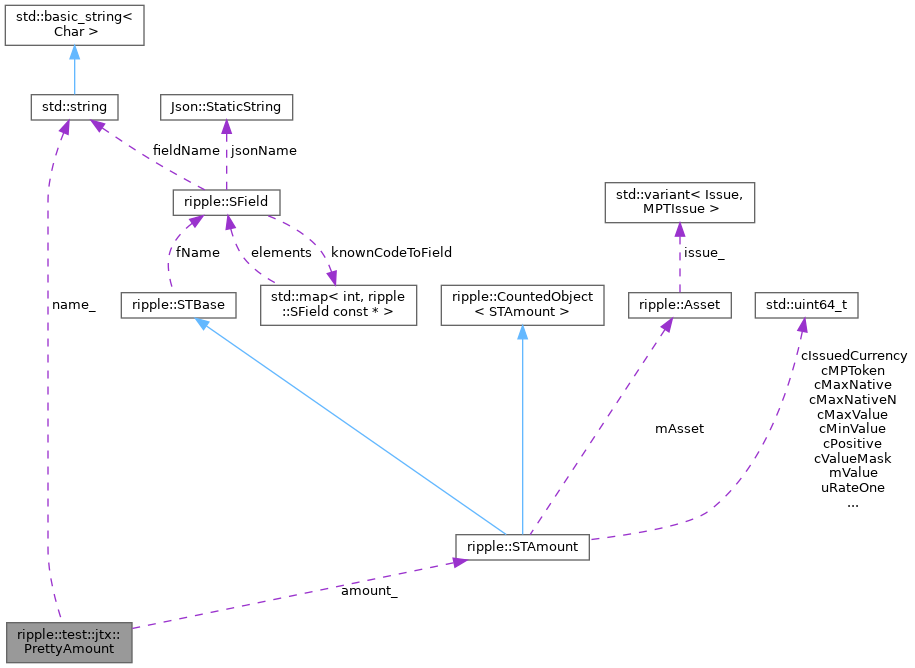 std::basic_string<
Char >
std::string
Json::StaticString
fieldName
jsonName
ripple::SField
std::variant< Issue,
MPTIssue >
fName
elements
knownCodeToField
issue_
name_
ripple::STBase
std::map< int, ripple
::SField const * >
ripple::CountedObject
< STAmount >
ripple::Asset
std::uint64_t
mAsset
cIssuedCurrency
cMPToken
cMaxNative
cMaxNativeN
cMaxValue
cMinValue
cPositive
cValueMask
mValue
uRateOne
...
ripple::STAmount
amount_
ripple::test::jtx::
PrettyAmount